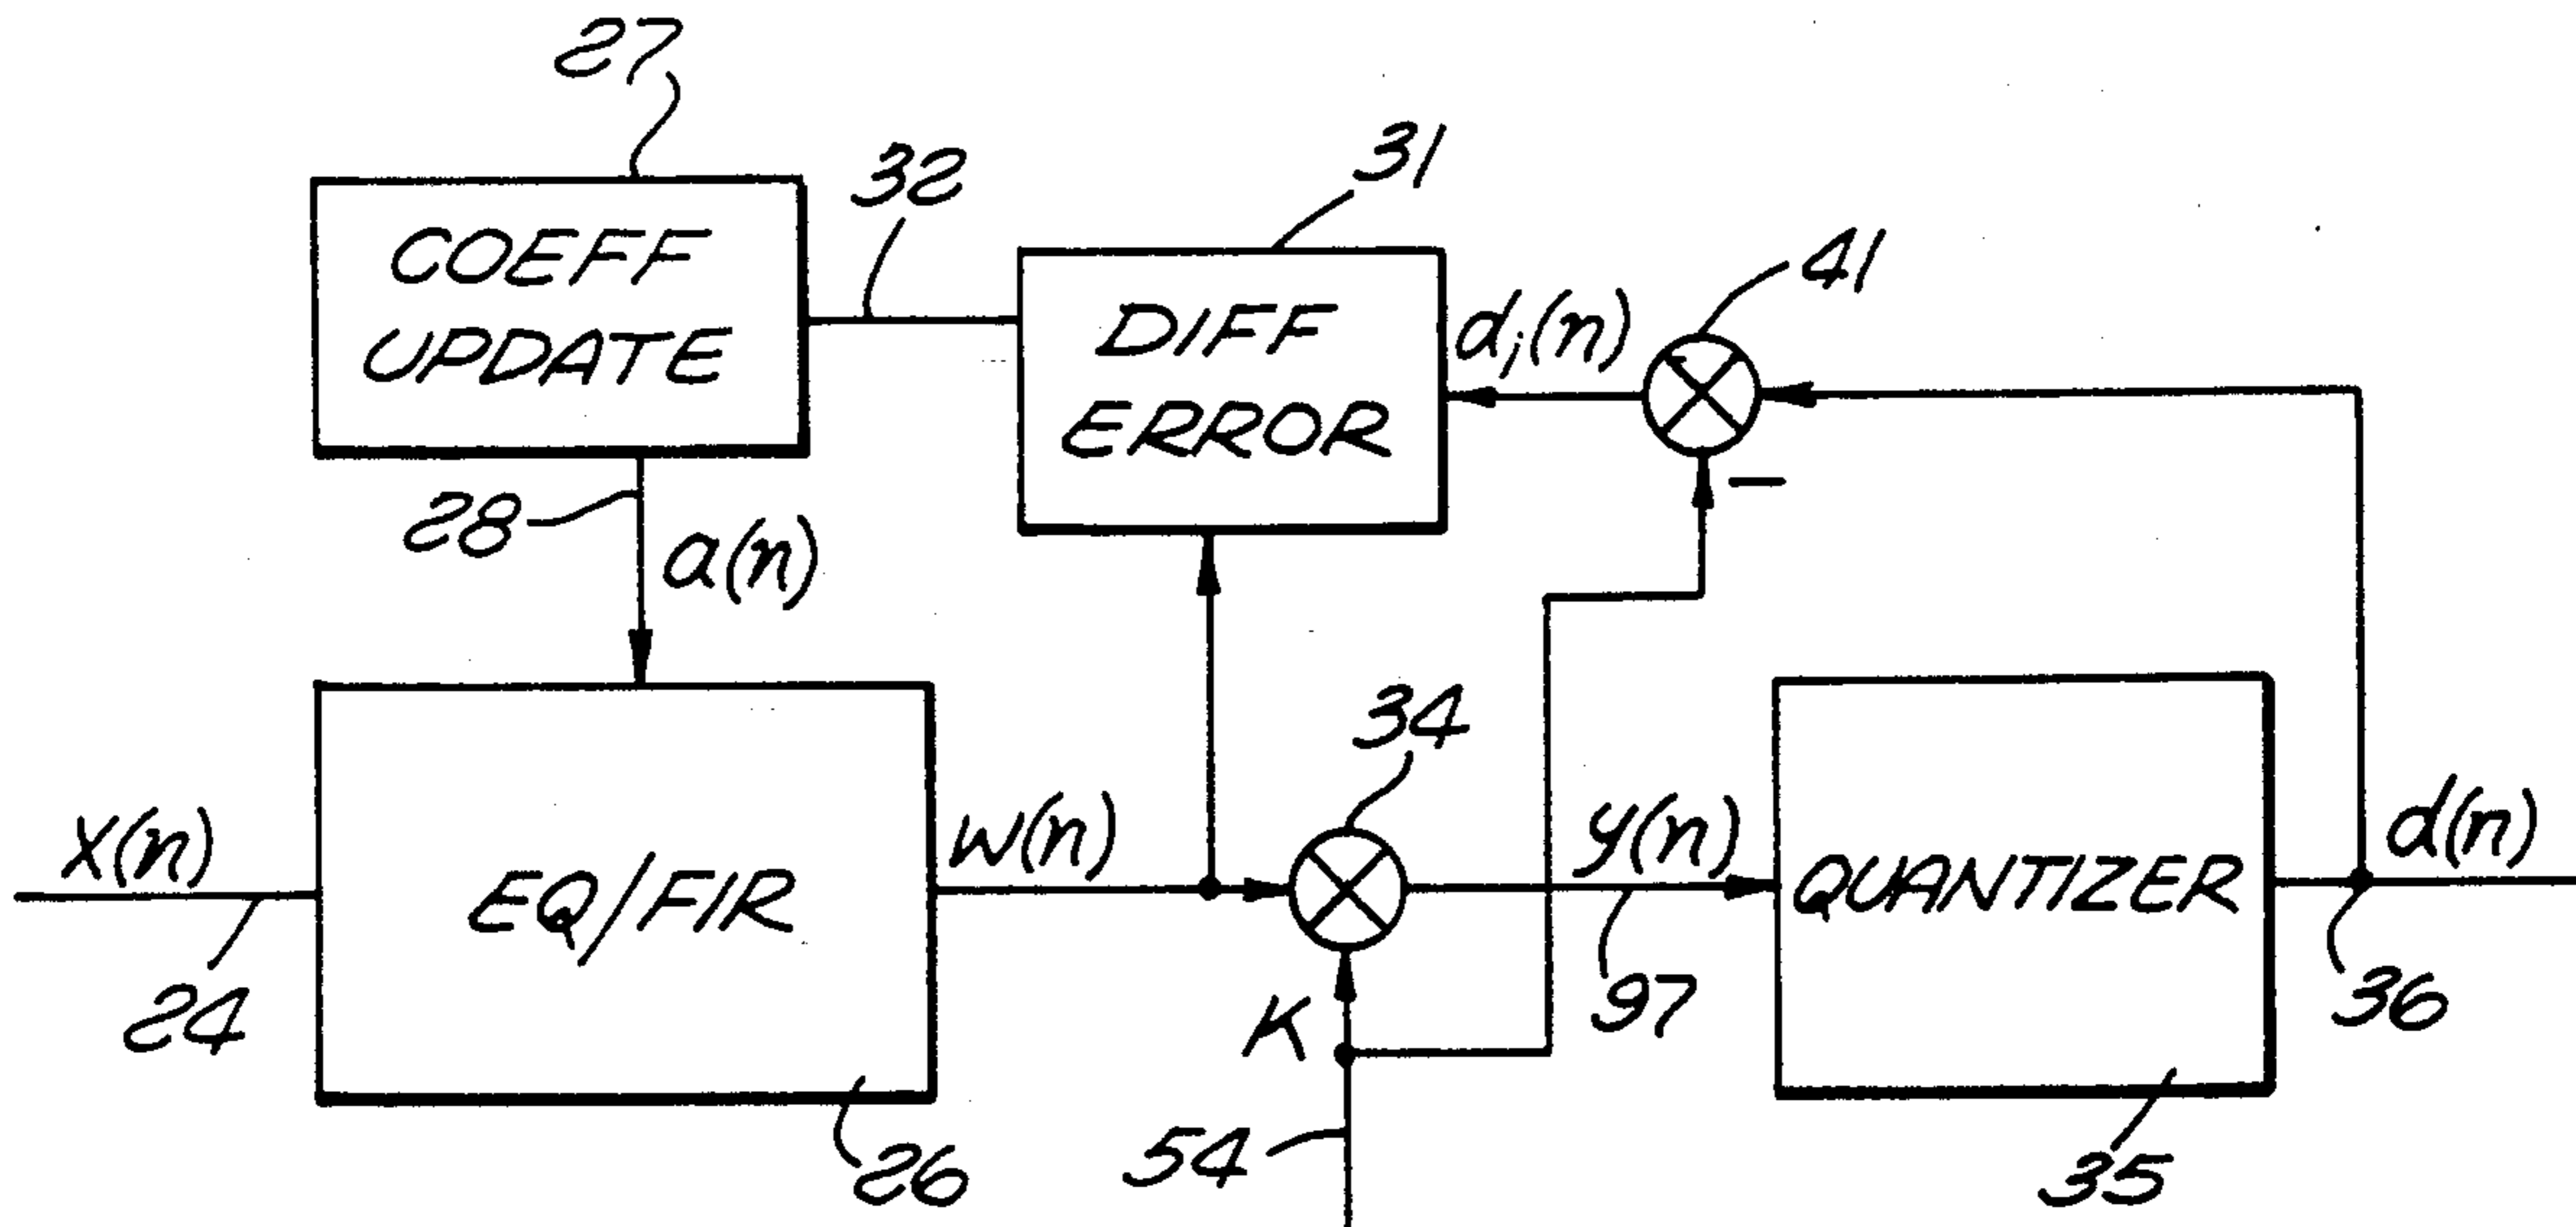 27
32
31
41
COEFF
UPDATE
DIFF
ERROR
di(n)
−
28
a(n)
34
x(n)
w(n)
y(n)
d(n)
EQ/FIR
QUANTIZER
24
K
97
36
26
54
35